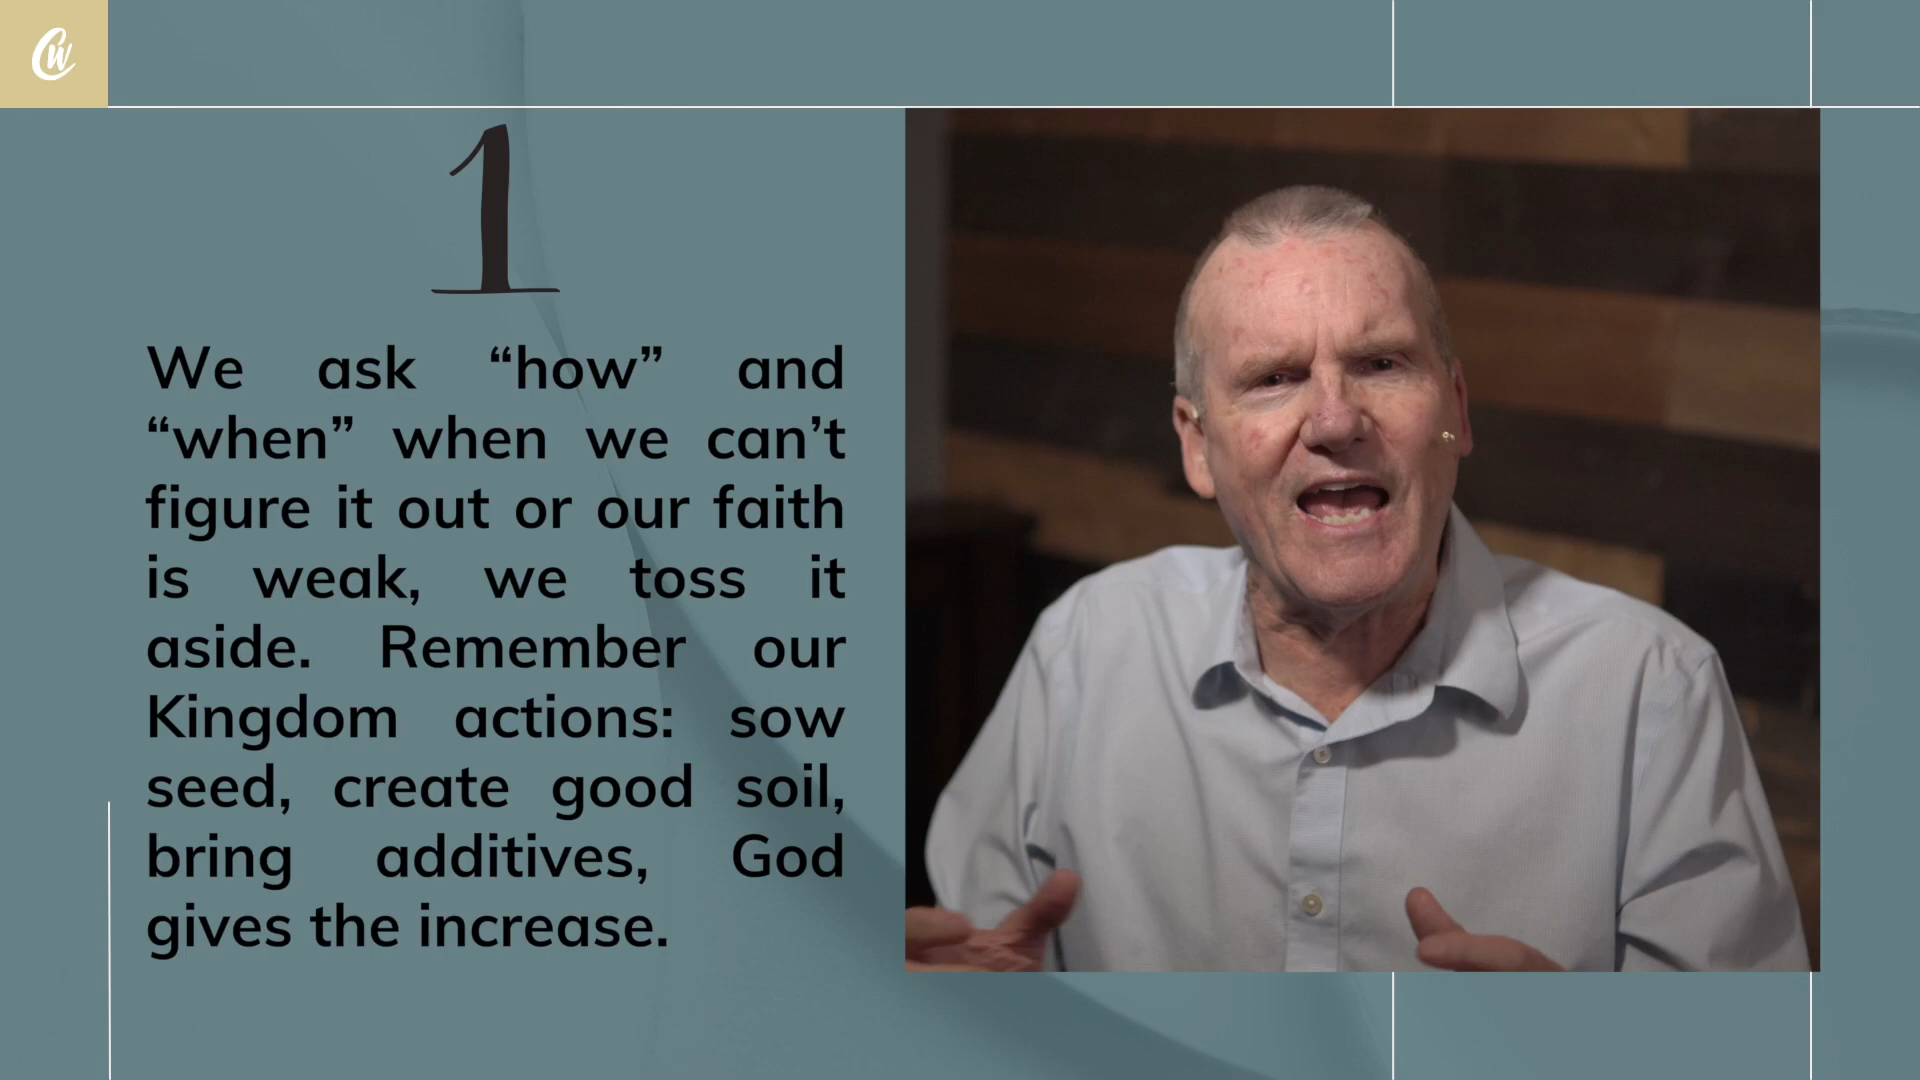 CW
1
We ask “how” and
“when” when we can’t
figure it out or our faith
is weak, we toss it
aside. Remember our
Kingdom actions: sow
seed, create good soil,
bring additives, God
gives the increase.